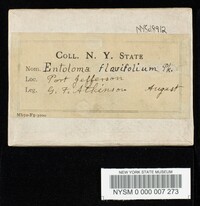 COLL. N. Y. STATE
Nom. Entoloma flavifolium Pk.
Loc. Port Jefferson
Leg. G. F. Atkinson August
NEW YORK STATE MUSEUM
NYSM 0 000 007 273